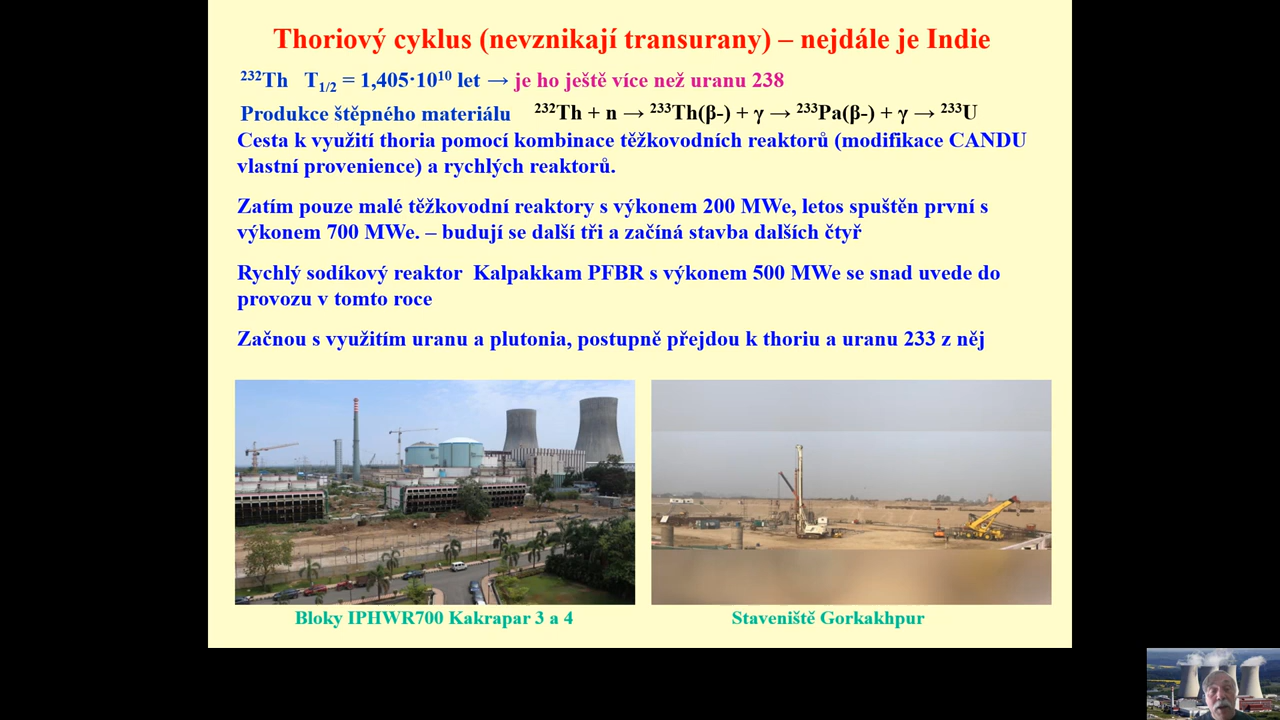 Thoriový cyklus (nevznikají transurany) – nejdále je Indie
²³²Th T₁/₂ = 1,405·10¹⁰ let → je ho ještě více než uranu 238
Produkce štěpného materiálu ²³²Th + n → ²³³Th(β-) + γ → ²³³Pa(β-) + γ → ²³³U
Cesta k využití thoria pomocí kombinace těžkovodních reaktorů (modifikace CANDU
vlastní provenience) a rychlých reaktorů.
Zatím pouze malé těžkovodní reaktory s výkonem 200 MWe, letos spuštěn první s
výkonem 700 MWe. – budují se další tři a začíná stavba dalších čtyř
Rychlý sodíkový reaktor Kalpakkam PFBR s výkonem 500 MWe se snad uvede do
provozu v tomto roce
Začnou s využitím uranu a plutonia, postupně přejdou k thoriu a uranu 233 z něj
Bloky IPHWR700 Kakrapar 3 a 4
Staveniště Gorkakhpur